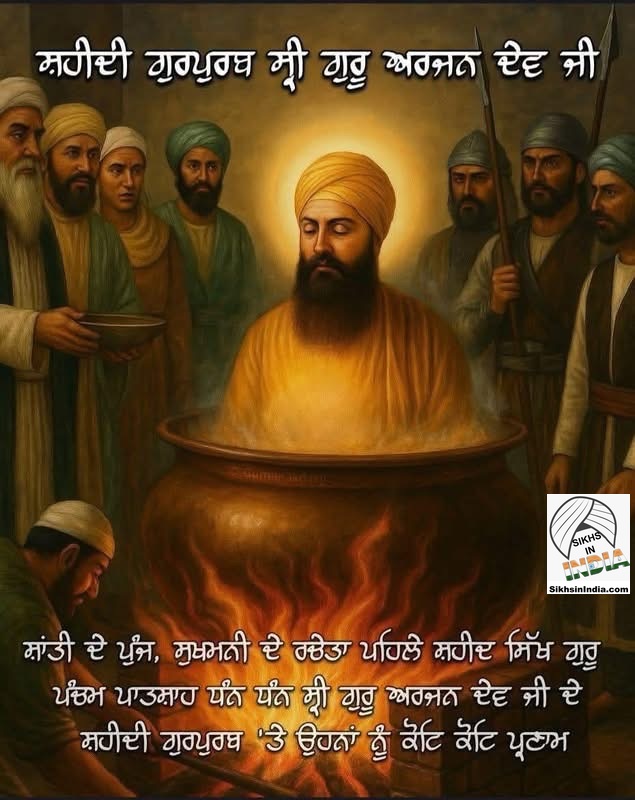 ਸ਼ਹੀਦੀ ਗੁਰਪੁਰਬ ਸ੍ਰੀ ਗੁਰੂ ਅਰਜਨ ਦੇਵ ਜੀ
SIKHS
IN
INDIA
SikhsinIndia.com
ਸ਼ਾਂਤੀ ਦੇ ਪੁੰਜ, ਸੁਖਮਨੀ ਦੇ ਰਚੇਤਾ ਪਹਿਲੇ ਸ਼ਹੀਦ ਸਿੱਖ ਗੁਰੂ
ਪੰਚਮ ਪਾਤਸ਼ਾਹ ਧੰਨ ਧੰਨ ਸ਼੍ਰੀ ਗੁਰੂ ਅਰਜਨ ਦੇਵ ਜੀ ਦੇ
ਸ਼ਹੀਦੀ ਗੁਰਪੁਰਬ 'ਤੇ ਉਹਨਾਂ ਨੂੰ ਕੋਟਿ ਕੋਟਿ ਪ੍ਰਣਾਮ